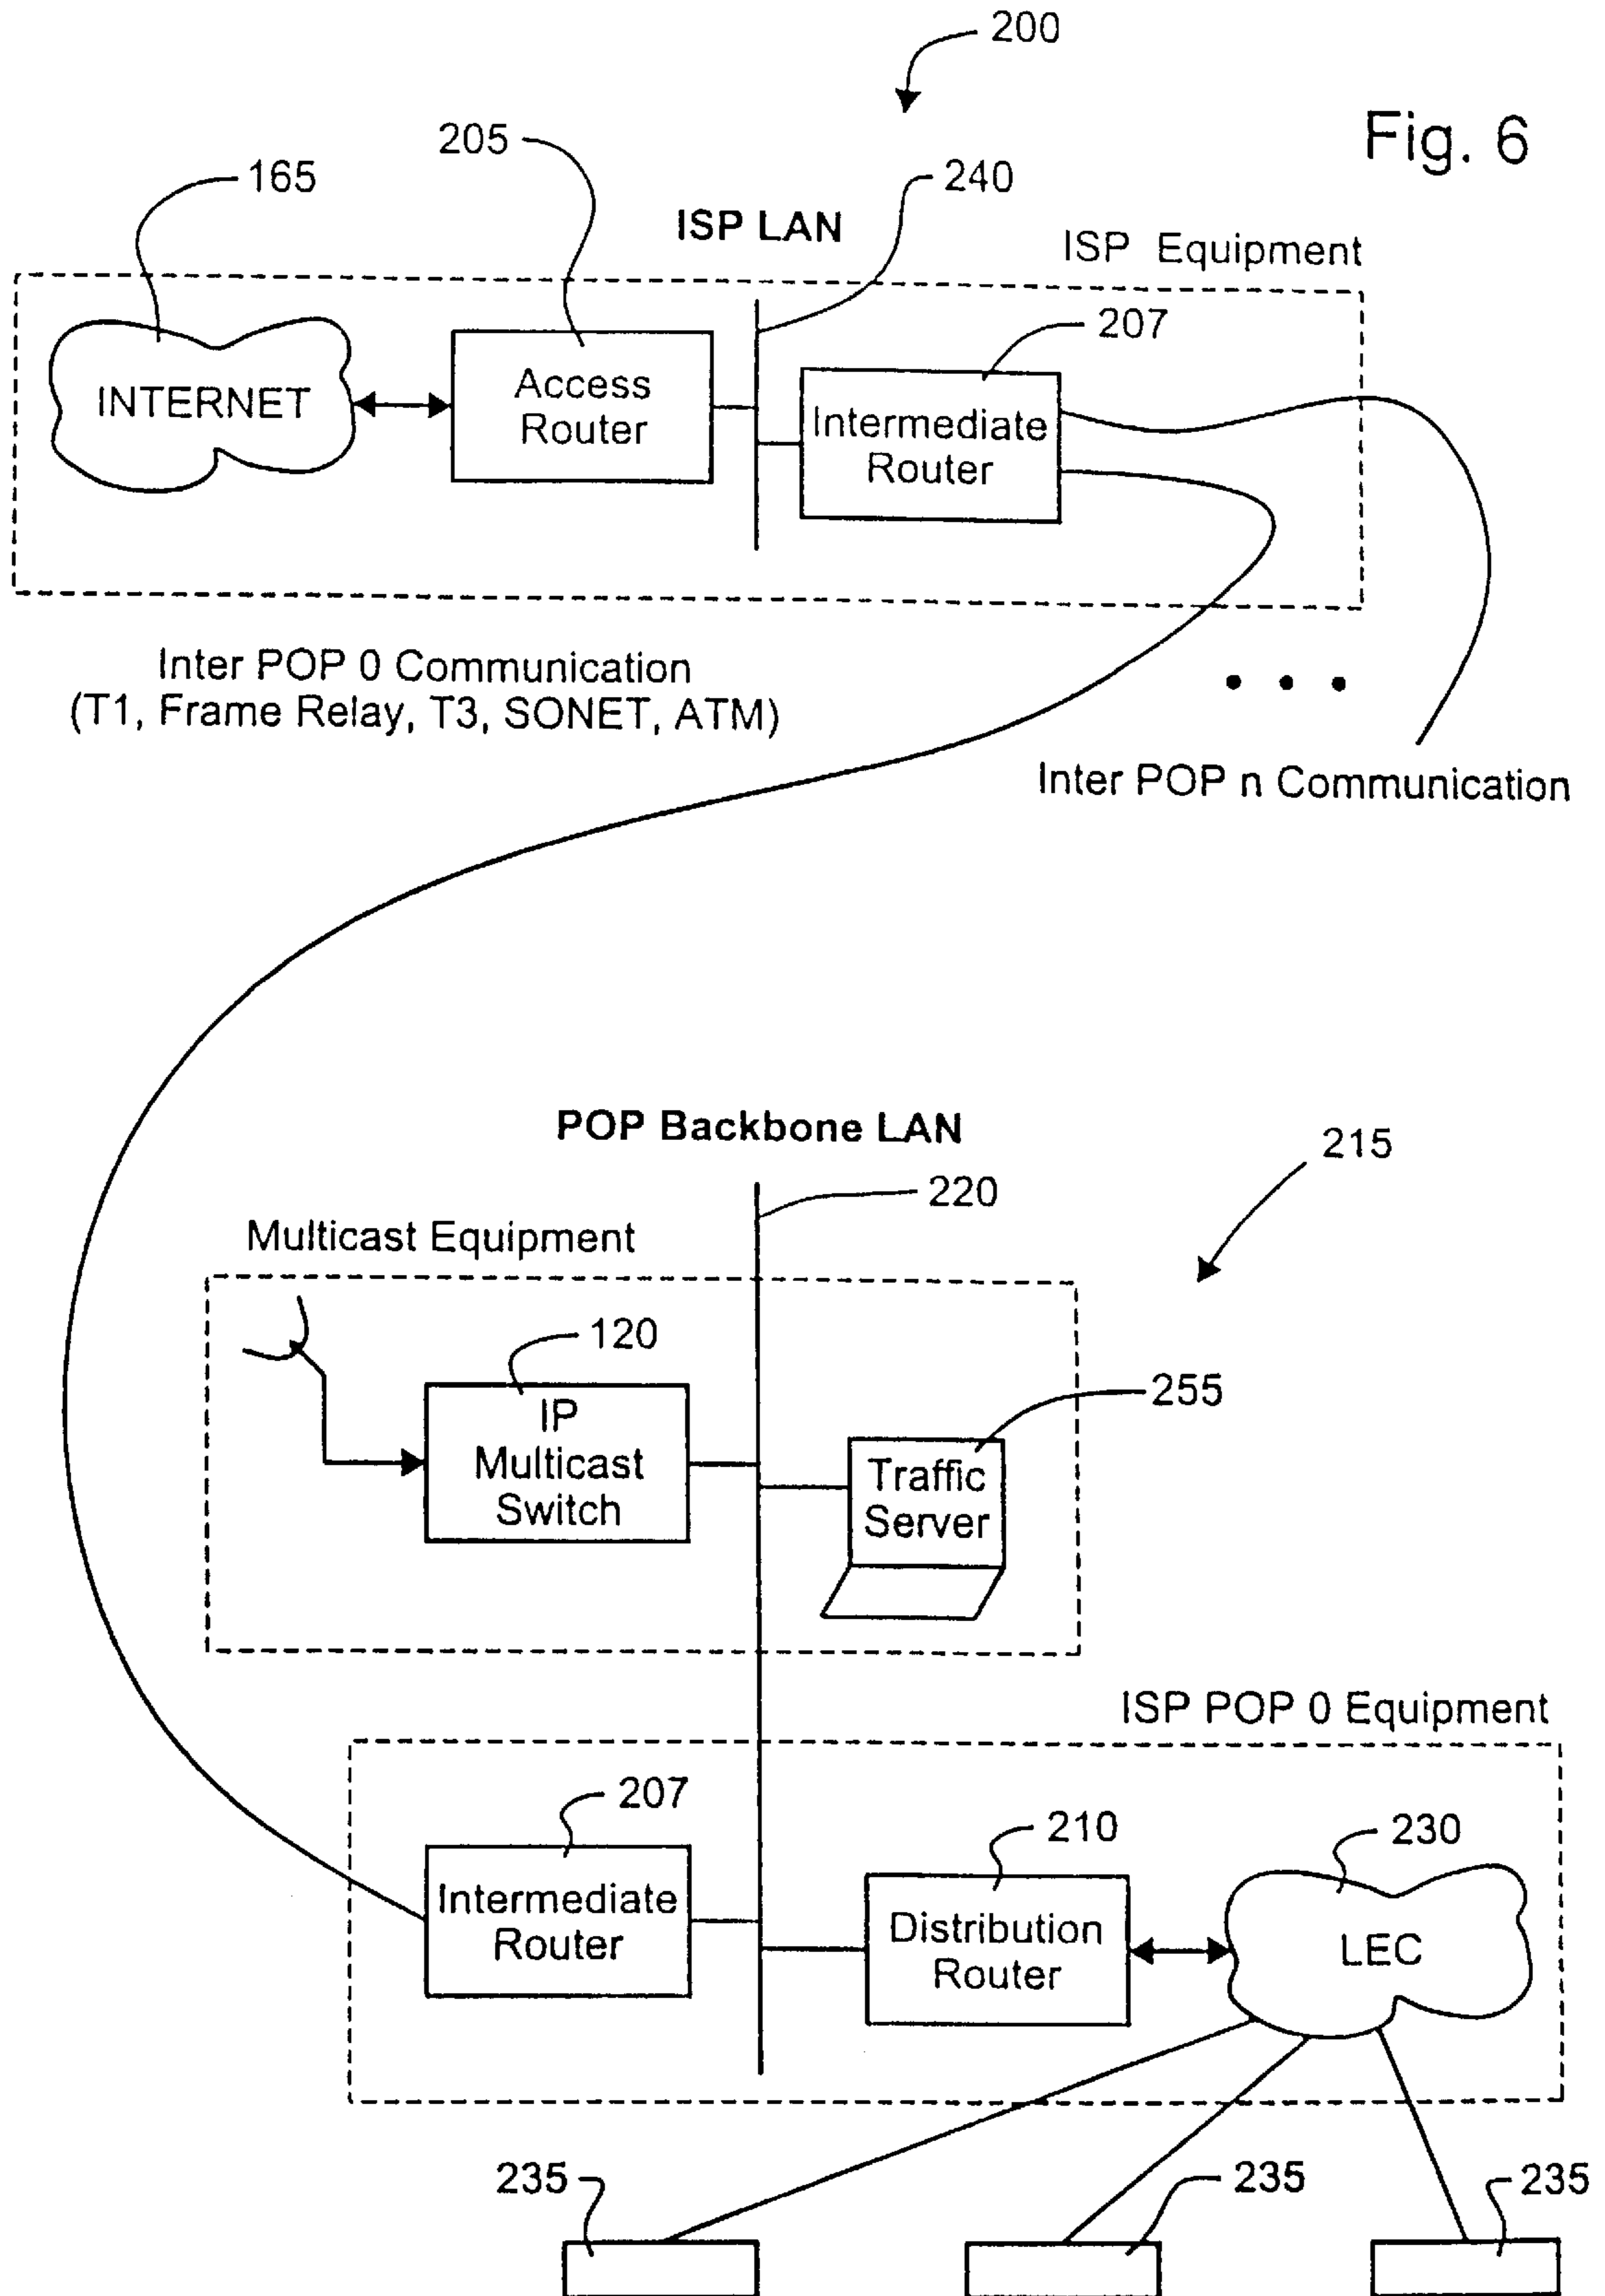 200
Fig. 6
205
165
240
ISP LAN
ISP Equipment
207
INTERNET
Access
Router
Intermediate
Router
Inter POP 0 Communication
(T1, Frame Relay, T3, SONET, ATM)
Inter POP n Communication
POP Backbone LAN
215
220
Multicast Equipment
120
255
IP
Multicast
Switch
Traffic
Server
ISP POP 0 Equipment
207
210
230
Intermediate
Router
Distribution
Router
LEC
235
235
235